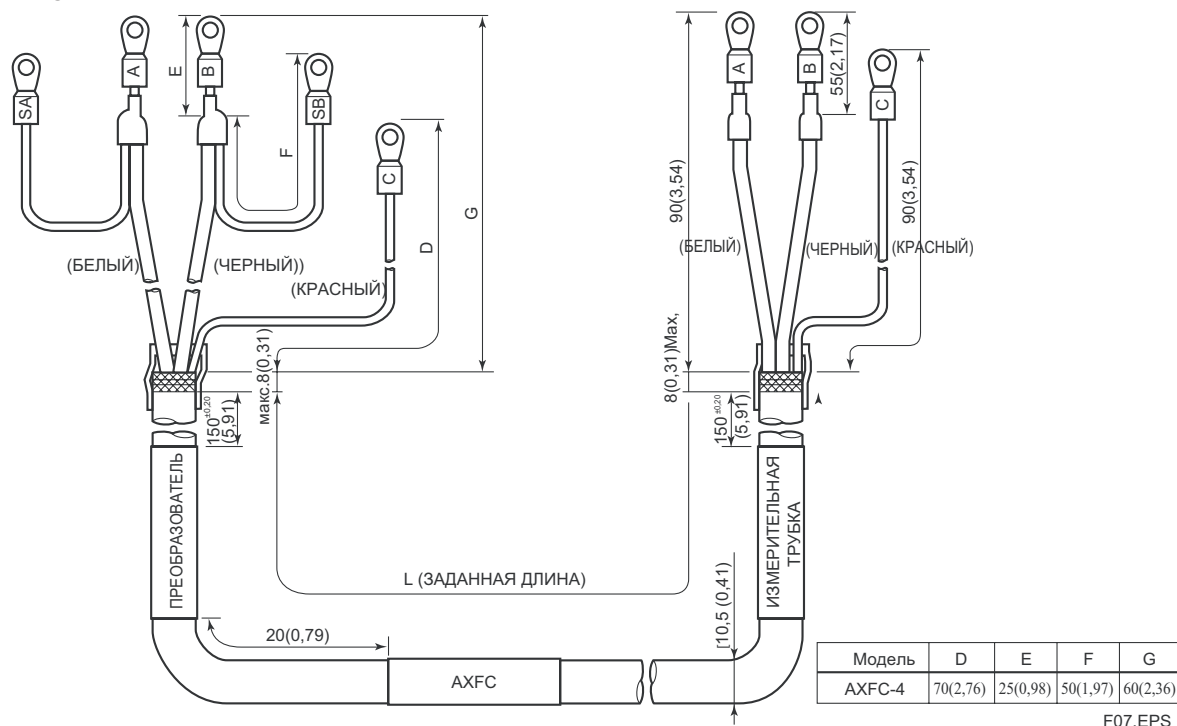 A
B
SA
SB
C
E
F
G
D
(БЕЛЫЙ)
(ЧЕРНЫЙ))
(КРАСНЫЙ)
макс.8(0,31)
150±0,20
(5,91)
ПРЕОБРАЗОВАТЕЛЬ
20(0,79)
AXFC
L (ЗАДАННАЯ ДЛИНА)
A
B
C
55(2,17)
90(3,54)
90(3,54)
(БЕЛЫЙ)
(ЧЕРНЫЙ)
(КРАСНЫЙ)
8(0,31)Max,
150±0,20
(5,91)
ИЗМЕРИТЕЛЬНАЯ
ТРУБКА
[10,5 (0,41)
Модель D E F G
AXFC-4 70(2,76) 25(0,98) 50(1,97) 60(2,36)
F07.EPS